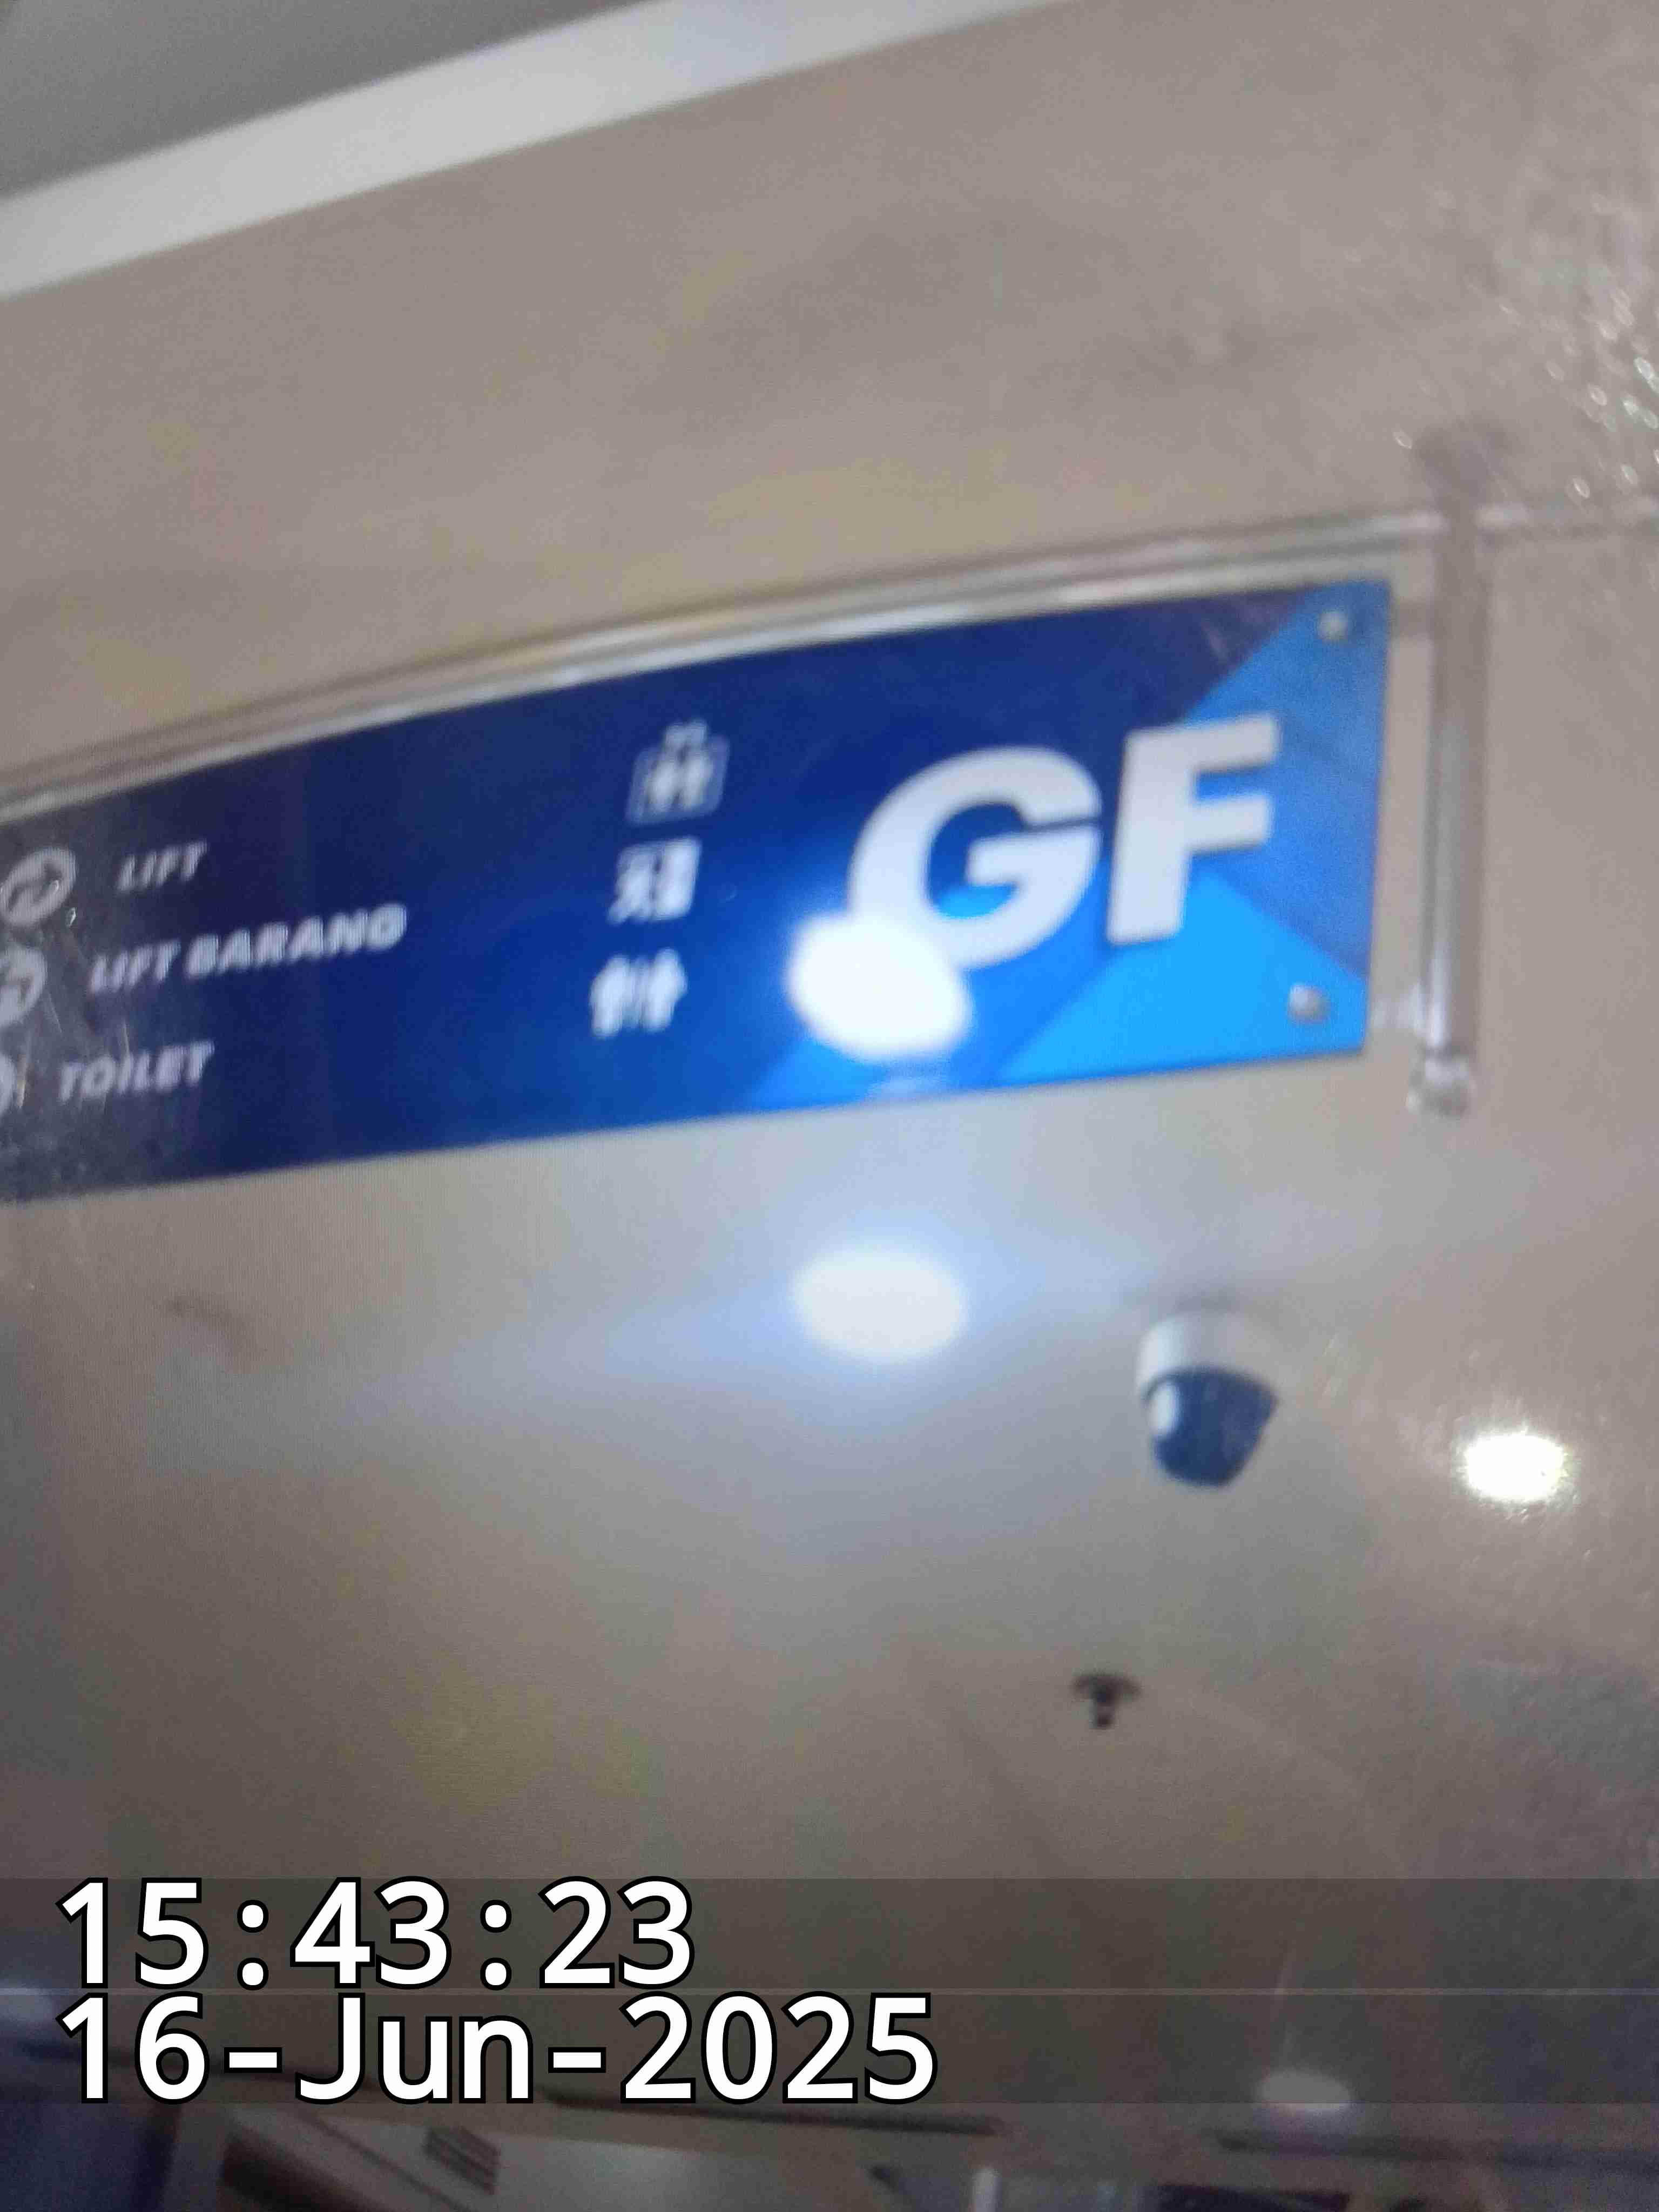 LIFT
LIFT BARANG
TOILET
GF
15:43:23
16-Jun-2025